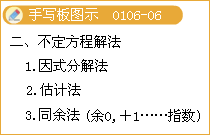 手写板图示 0106-06
二、不定方程解法
1.因式分解法
2.估计法
3.同余法(余0,+1……指数)